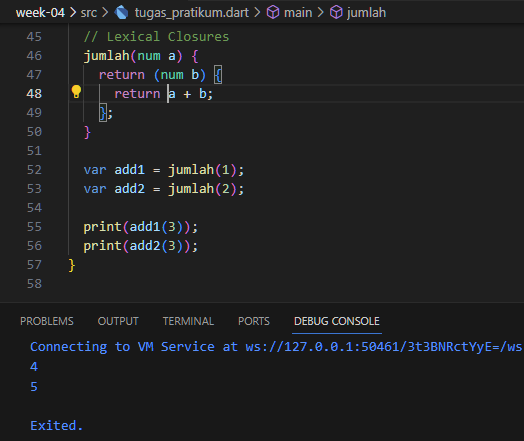 week-04 > src > tugas_pratikum.dart > main > jumlah
45 // Lexical Closures
46 jumlah(num a) {
47 return (num b) {
48 return a + b;
49 };
50 }
51
52 var add1 = jumlah(1);
53 var add2 = jumlah(2);
54
55 print(add1(3));
56 print(add2(3));
57 }
58
PROBLEMS OUTPUT TERMINAL PORTS DEBUG CONSOLE
Connecting to VM Service at ws://127.0.0.1:50461/3t3BNRctYyE=/ws
4
5
Exited.